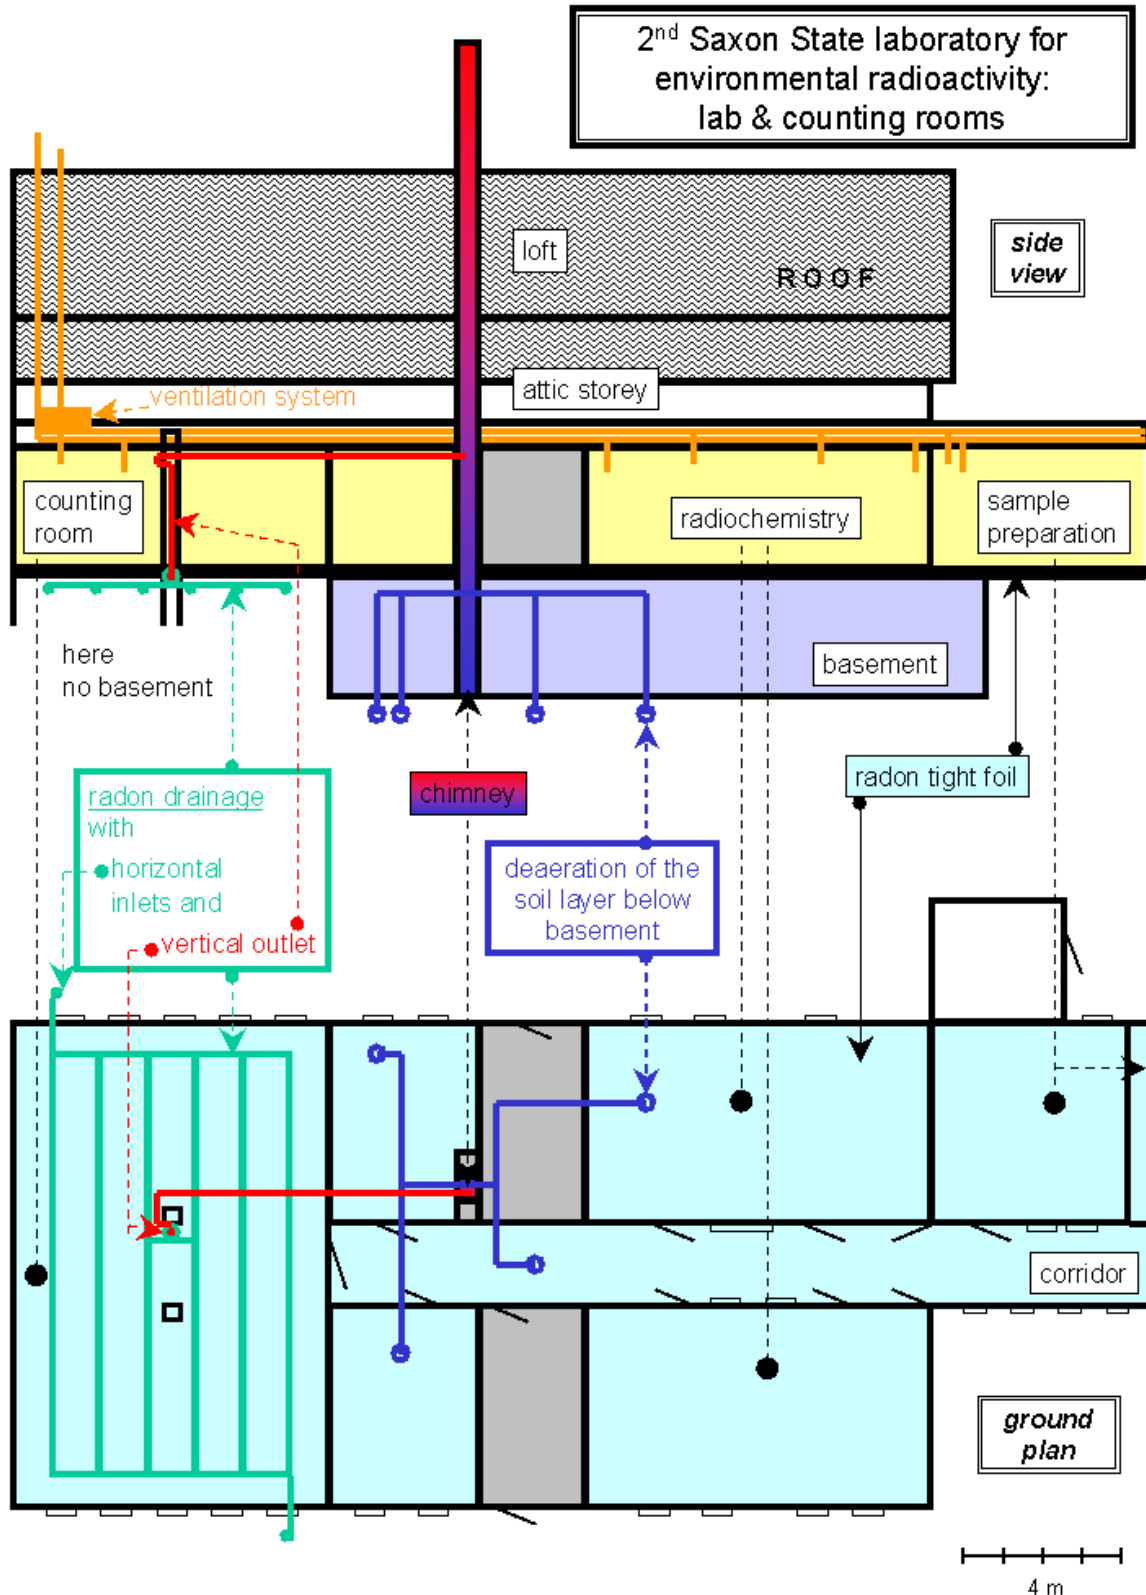 2nd Saxon State laboratory for
environmental radioactivity:
lab & counting rooms
loft
ROOF
side
view
attic storey
ventilation system
counting
room
radiochemistry
sample
preparation
here
no basement
basement
radon drainage
with
horizontal
inlets and
vertical outlet
chimney
deaeration of the
soil layer below
basement
radon tight foil
corridor
ground
plan
4 m